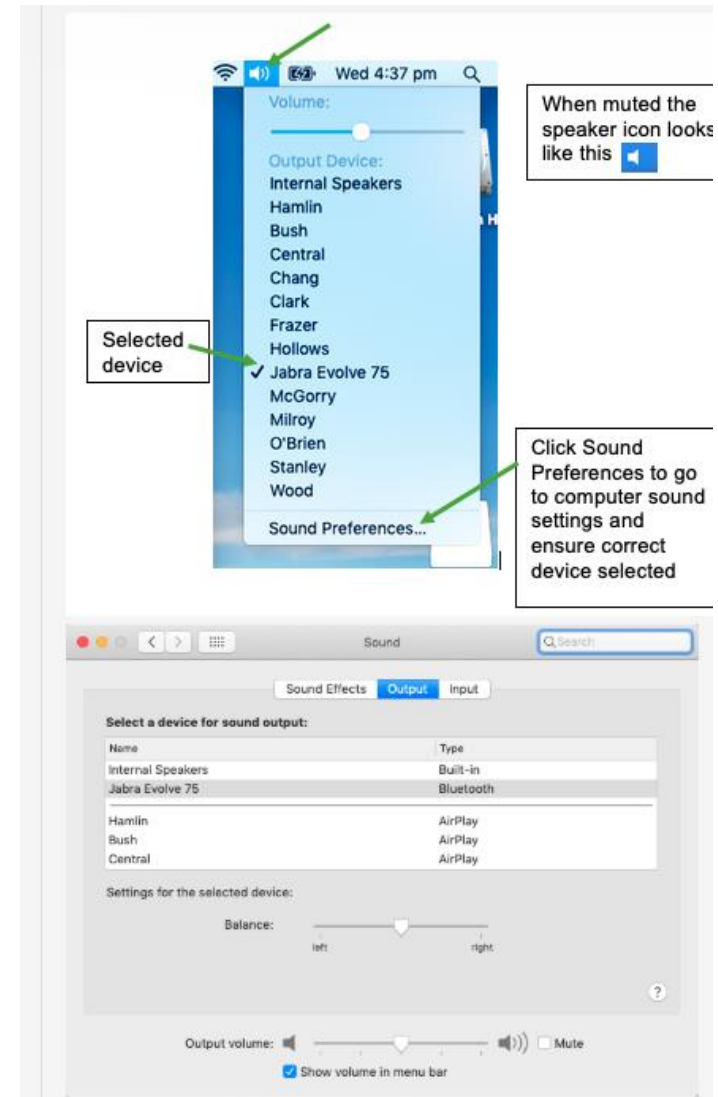 Wed 4:37 pm
Volume:
When muted the
speaker icon looks
like this
Output Device:
Internal Speakers
Hamlin
Bush
Central
Chang
Clark
Frazer
Hollows
Selected
device
✓ Jabra Evolve 75
McGorry
Milroy
O'Brien
Stanley
Wood
Sound Preferences...
Click Sound
Preferences to go
to computer sound
settings and
ensure correct
device selected
Sound
Search
Sound Effects Output Input
Select a device for sound output:
Name Type
Internal Speakers Built-in
Jabra Evolve 75 Bluetooth
Hamlin AirPlay
Bush AirPlay
Central AirPlay
Settings for the selected device:
Balance:
left right
?
Output volume: Mute
Show volume in menu bar